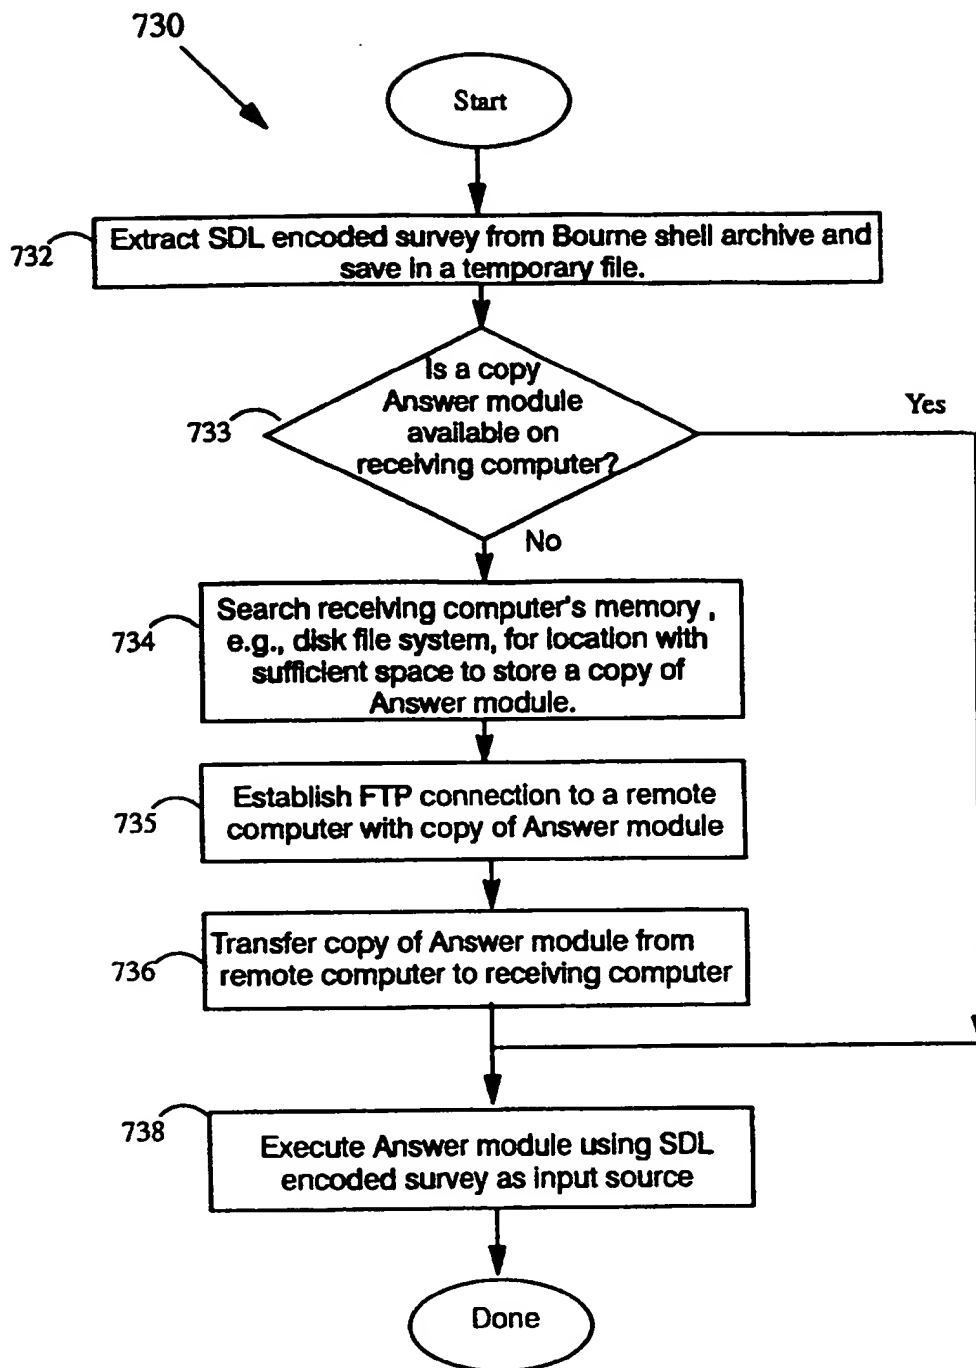 730
Start
732
Extract SDL encoded survey from Bourne shell archive and
save in a temporary file.
Is a copy
Answer module
available on
receiving computer?
733
Yes
No
734
Search receiving computer's memory ,
e.g., disk file system, for location with
sufficient space to store a copy of
Answer module.
735
Establish FTP connection to a remote
computer with copy of Answer module
736
Transfer copy of Answer module from
remote computer to receiving computer
738
Execute Answer module using SDL
encoded survey as input source
Done